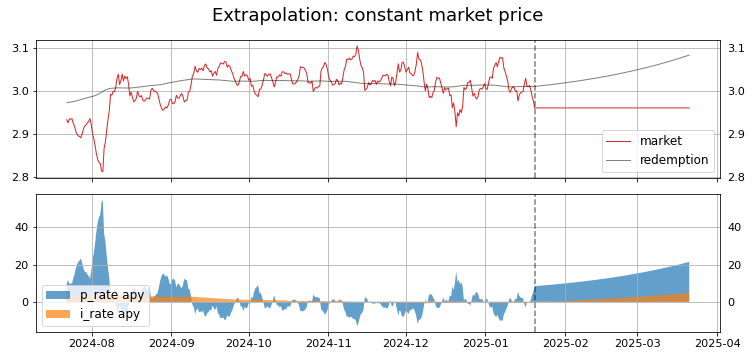 Extrapolation: constant market price
3.1 3.1
3.0 3.0
2.9 2.9
2.8 2.8
market
redemption
40 40
20 20
0 0
p_rate apy
i_rate apy
2024-08 2024-09 2024-10 2024-11 2024-12 2025-01 2025-02 2025-03 2025-04